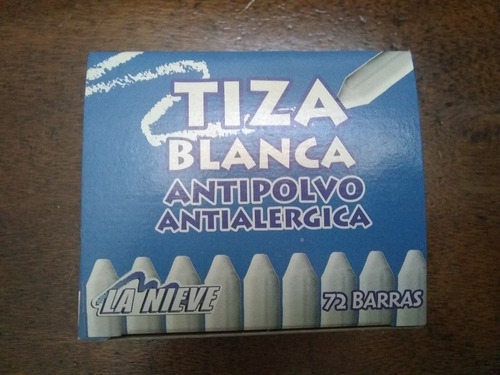 TIZA
BLANCA
ANTIPOLVO
ANTIALERGICA
LA NIEVE
72 BARRAS